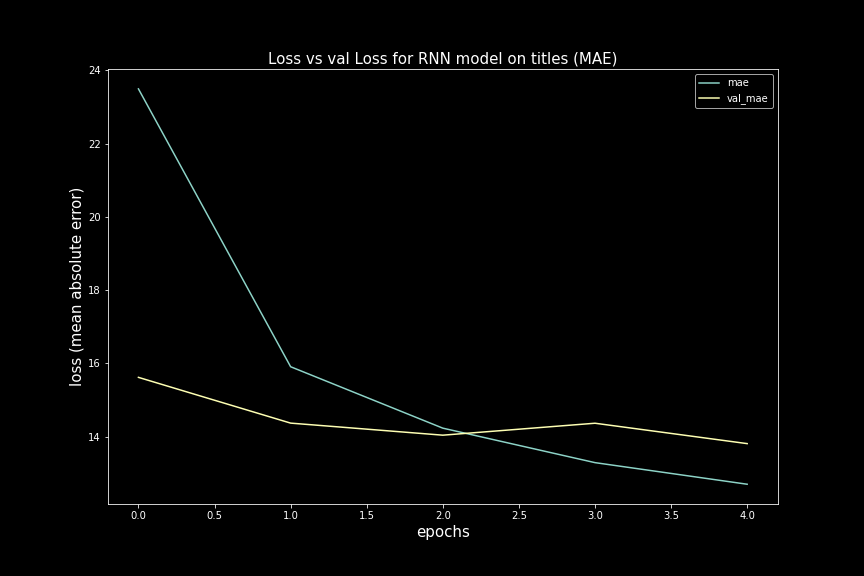 Loss vs val Loss for RNN model on titles (MAE)
mae
val_mae
24
22
20
18
16
14
loss (mean absolute error)
0.0 0.5 1.0 1.5 2.0 2.5 3.0 3.5 4.0
epochs